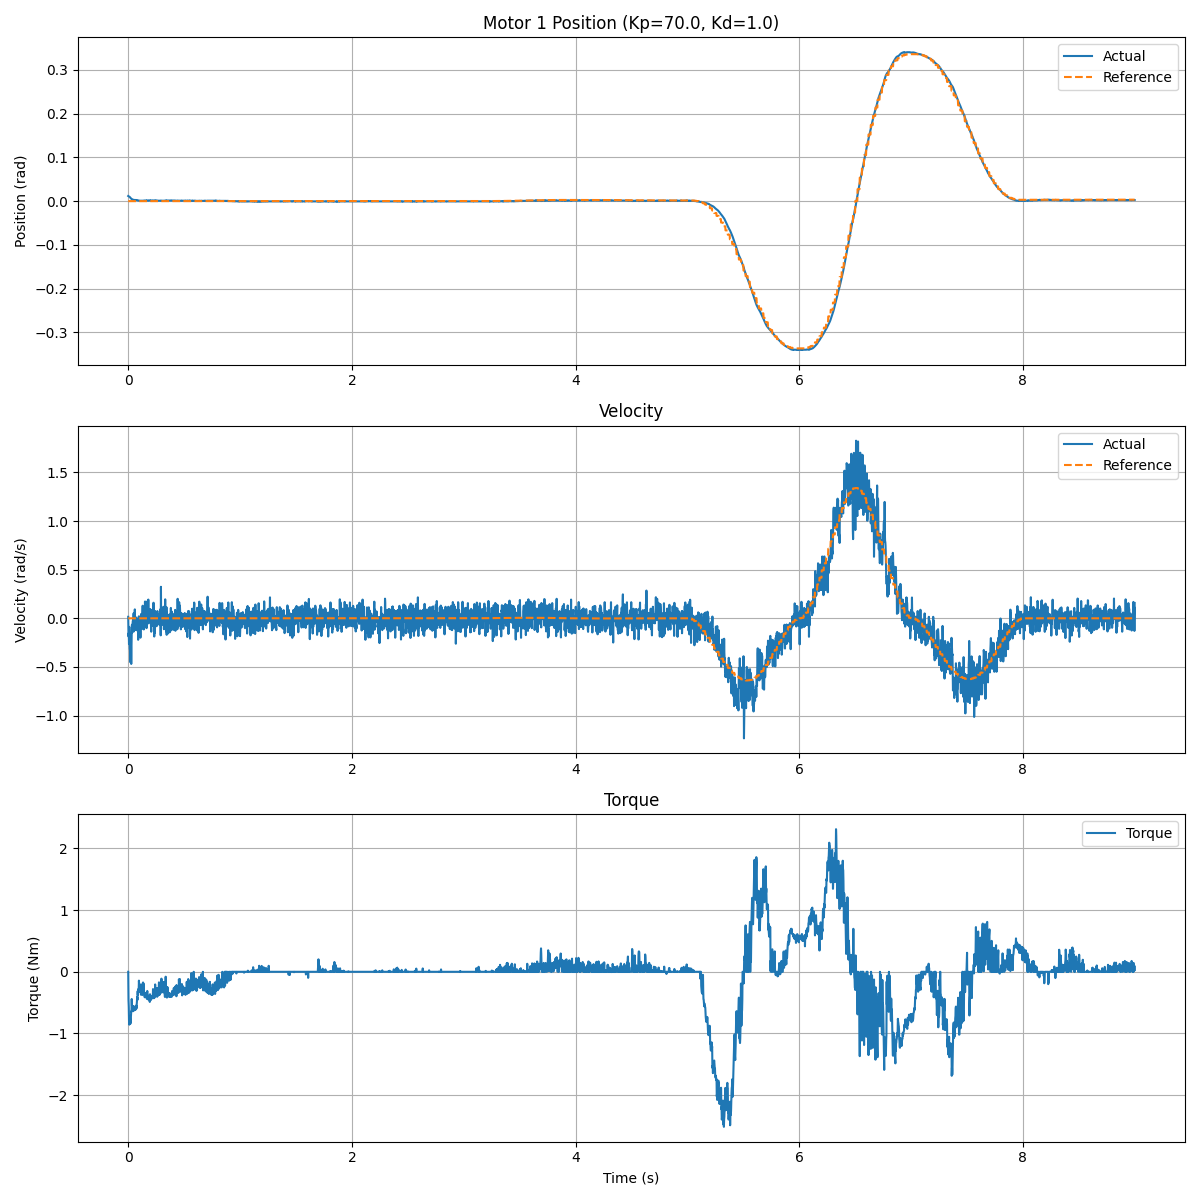 Motor 1 Position (Kp=70.0, Kd=1.0)
Position (rad)
0.3
0.2
0.1
0.0
−0.1
−0.2
−0.3
Actual
Reference
0 2 4 6 8
Velocity
Velocity (rad/s)
1.5
1.0
0.5
0.0
−0.5
−1.0
Actual
Reference
0 2 4 6 8
Torque
Torque (Nm)
2
1
0
−1
−2
Torque
0 2 4 6 8
Time (s)